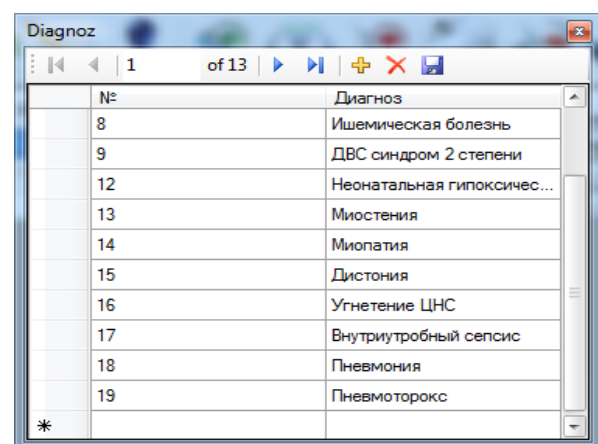 Diagnoz
1 of 13
№ Диагноз
8 Ишемическая болезнь
9 ДВС синдром 2 степени
12 Неонатальная гипоксичес...
13 Миостения
14 Миопатия
15 Дистония
16 Угнетение ЦНС
17 Внутриутробный сепсис
18 Пневмония
19 Пневмоторокс